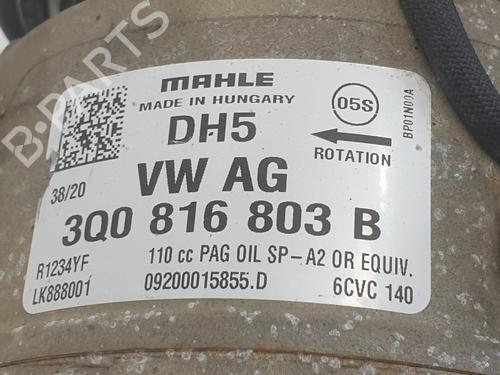 MAHLE
MADE IN HUNGARY
05S
BP01N00A
DH5
ROTATION
38/20
VW AG
3Q0 816 803 B
R1234YF
110 cc PAG OIL SP-A2 OR EQUIV.
LK888001
09200015855.D
6CVC 140
B-PARTS